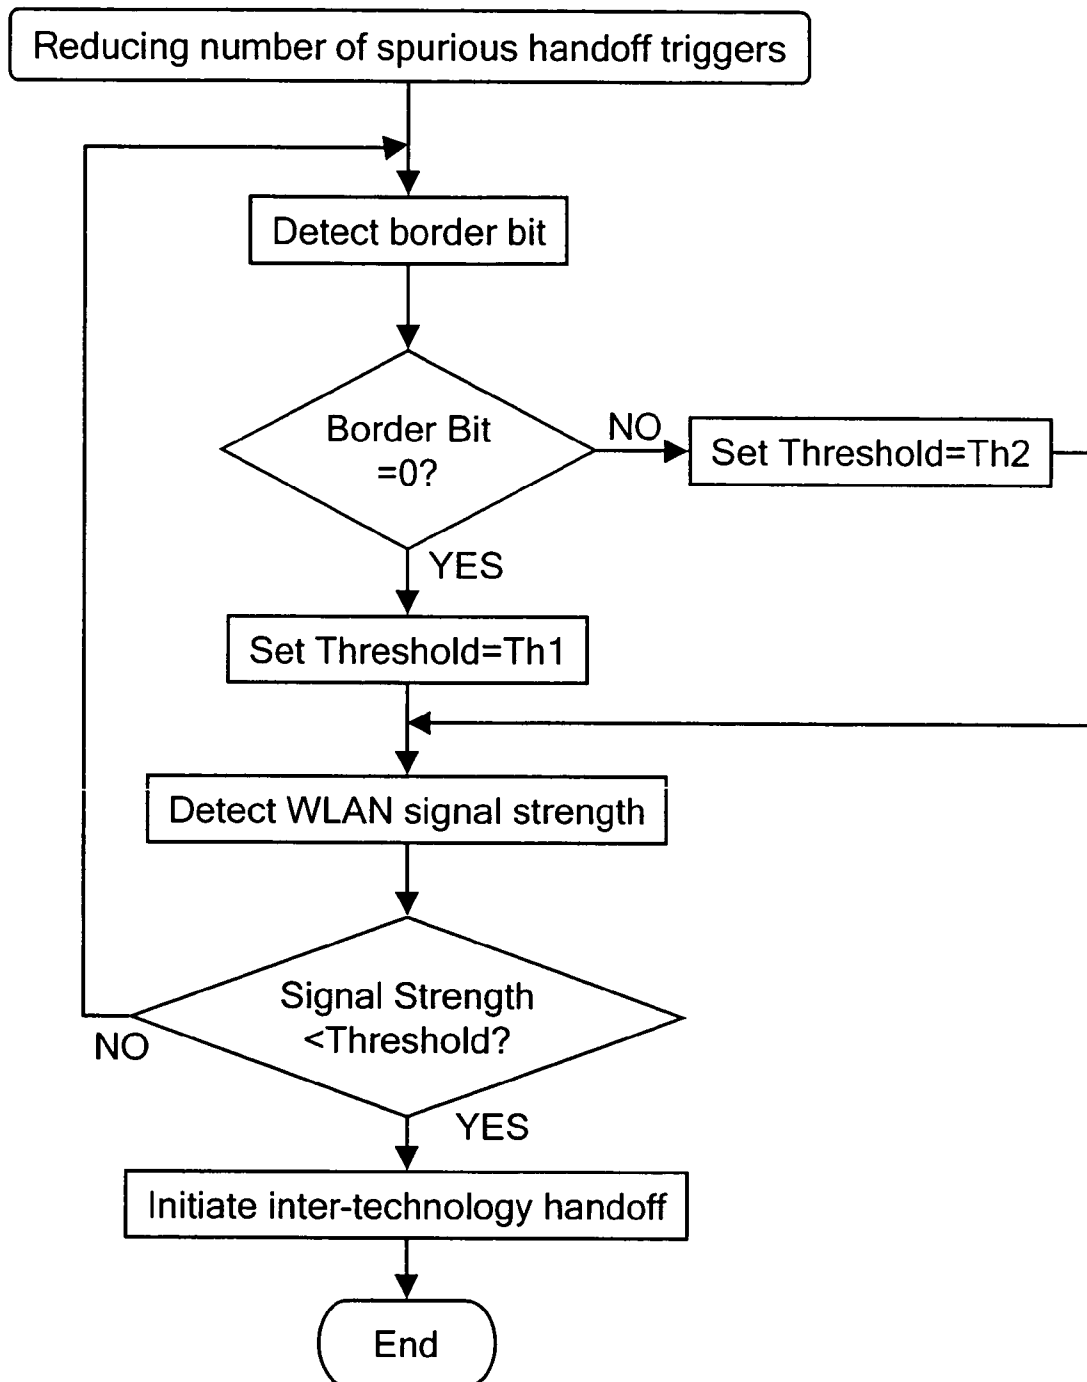 Reducing number of spurious handoff triggers
Detect border bit
Border Bit
=0?
NO
Set Threshold=Th2
YES
Set Threshold=Th1
Detect WLAN signal strength
Signal Strength
<Threshold?
NO
YES
Initiate inter-technology handoff
End